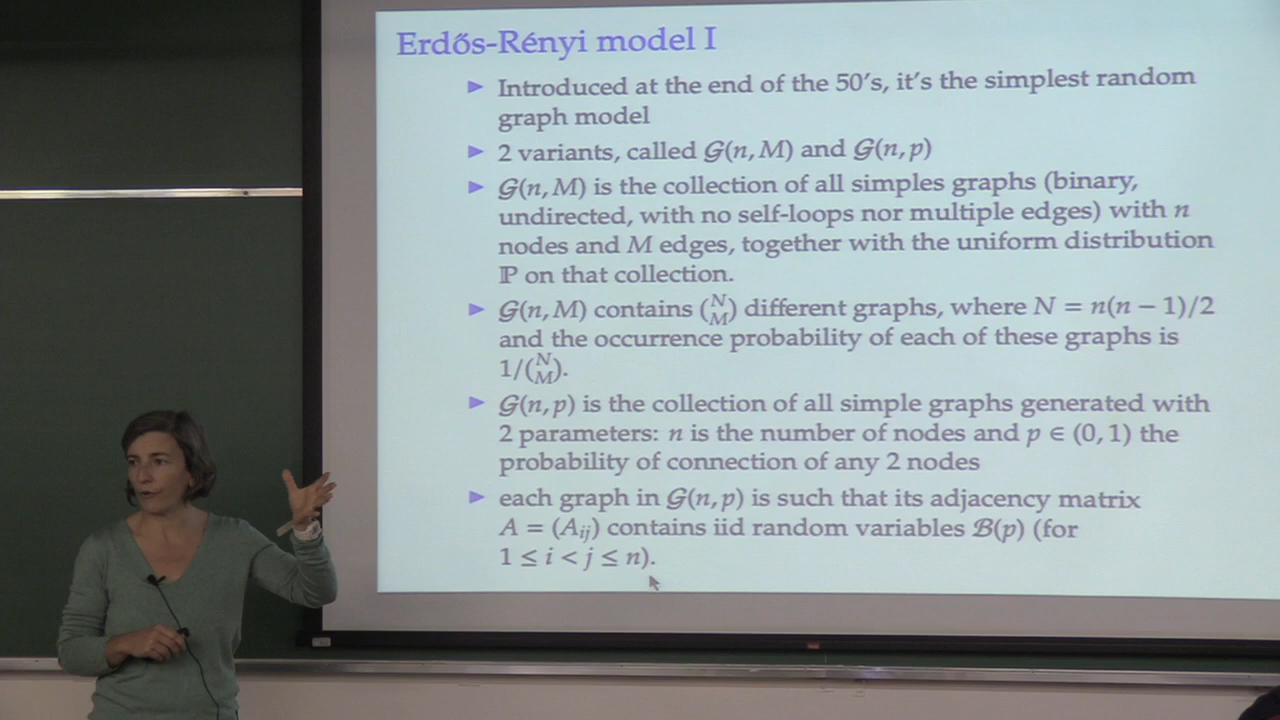 Erdős-Rényi model I
▶ Introduced at the end of the 50's, it's the simplest random
graph model
▶ 2 variants, called 𝒢(n, M) and 𝒢(n, p)
▶ 𝒢(n, M) is the collection of all simples graphs (binary,
undirected, with no self-loops nor multiple edges) with n
nodes and M edges, together with the uniform distribution
ℙ on that collection.
▶ 𝒢(n, M) contains (N M) different graphs, where N = n(n − 1)/2
and the occurrence probability of each of these graphs is
1/(N M).
▶ 𝒢(n, p) is the collection of all simple graphs generated with
2 parameters: n is the number of nodes and p ∈ (0, 1) the
probability of connection of any 2 nodes
▶ each graph in 𝒢(n, p) is such that its adjacency matrix
A = (Aij) contains iid random variables ℬ(p) (for
1 ≤ i < j ≤ n).